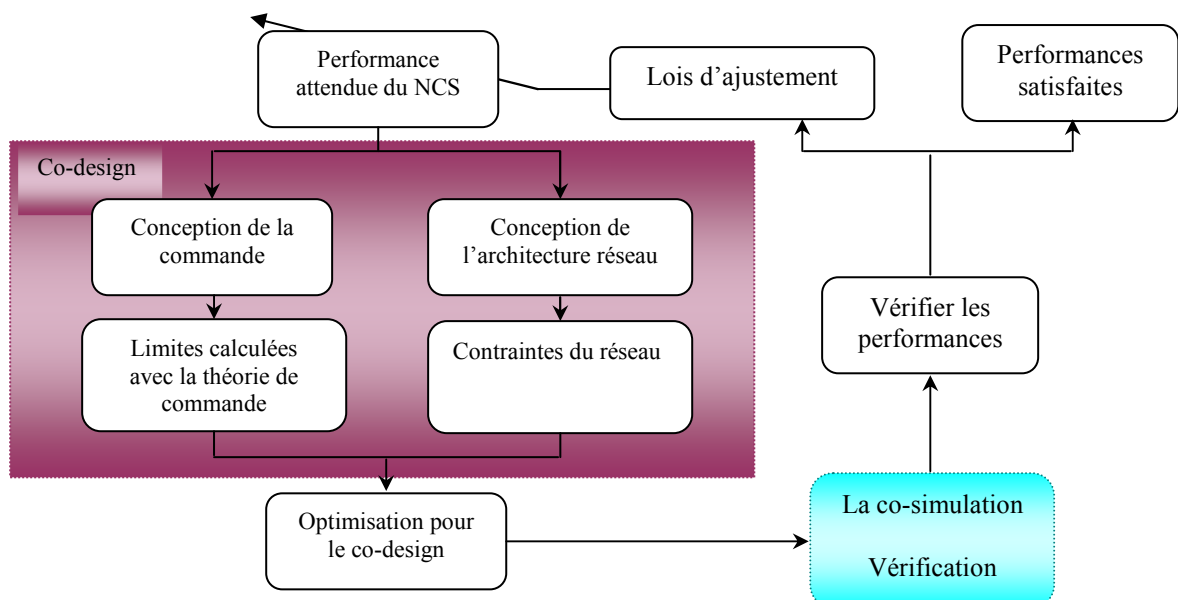 Performance
attendue du NCS
Lois d’ajustement
Performances
satisfaites
Co-design
Conception de la
commande
Conception de
l’architecture réseau
Limites calculées
avec la théorie de
commande
Contraintes du réseau
Vérifier les
performances
Optimisation pour
le co-design
La co-simulation
Vérification